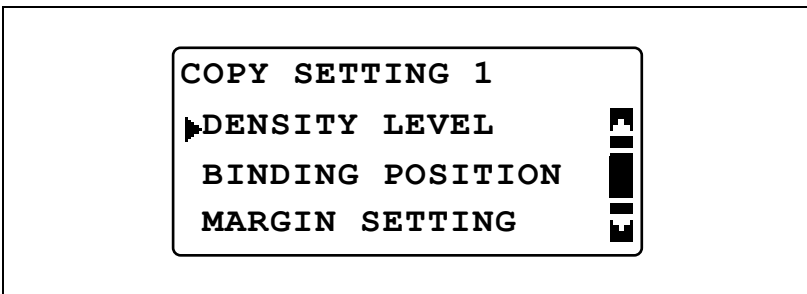 COPY SETTING 1
DENSITY LEVEL
BINDING POSITION
MARGIN SETTING